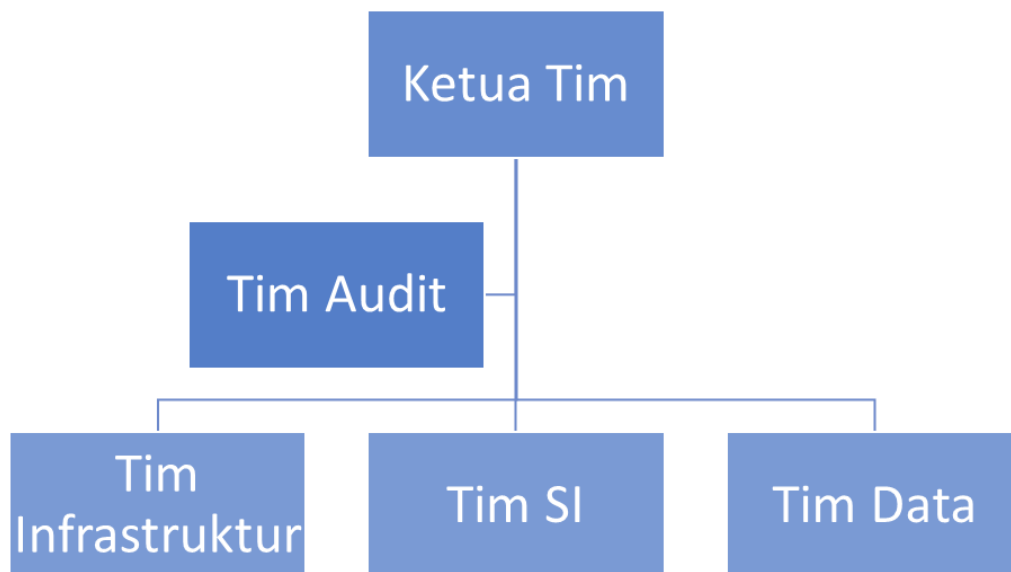 Ketua Tim
Tim Audit
Tim
Infrastruktur
Tim SI
Tim Data